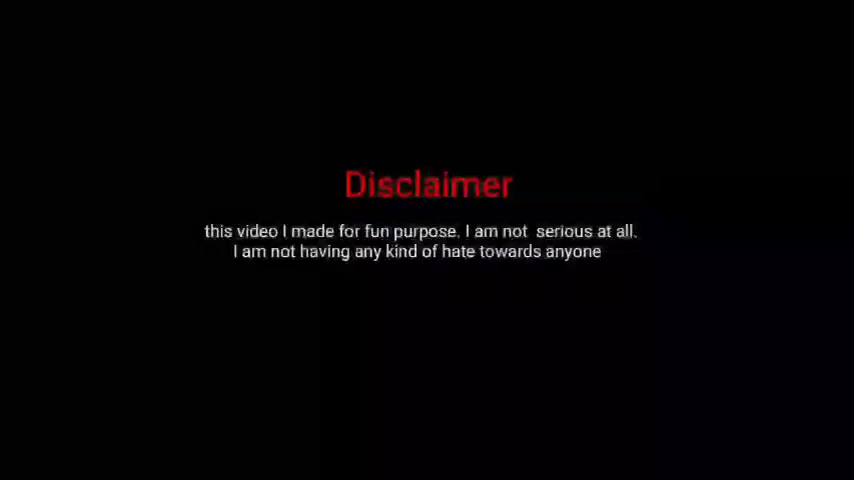 Disclaimer
this video I made for fun purpose. I am not serious at all.
I am not having any kind of hate towards anyone